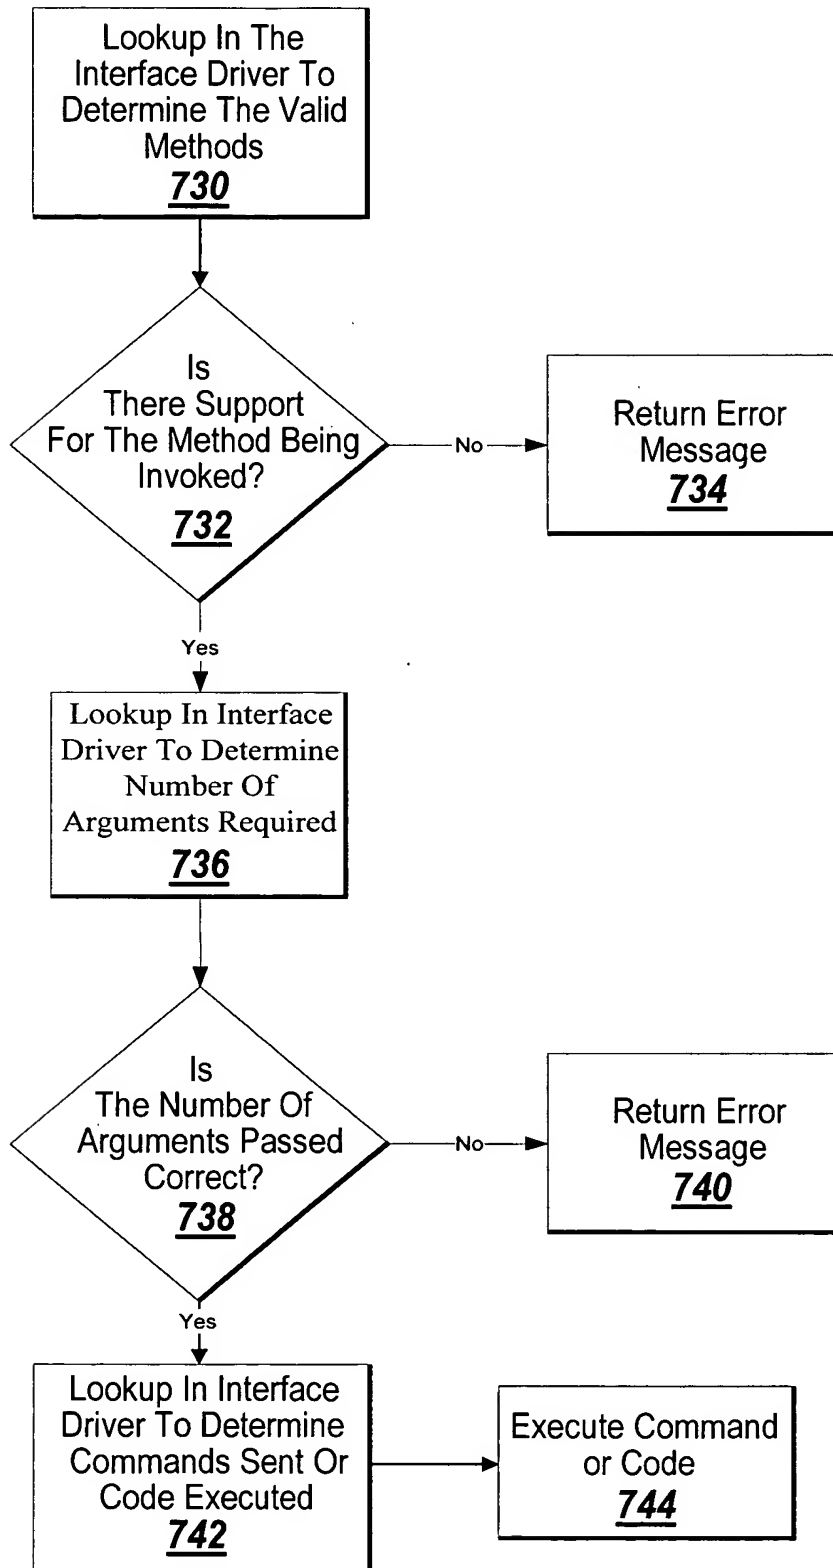 Lookup In The
Interface Driver To
Determine The Valid
Methods
730
Is
There Support
For The Method Being
Invoked?
732
No
Return Error
Message
734
Yes
Lookup In Interface
Driver To Determine
Number Of
Arguments Required
736
Is
The Number Of
Arguments Passed
Correct?
738
No
Return Error
Message
740
Yes
Lookup In Interface
Driver To Determine
Commands Sent Or
Code Executed
742
Execute Command
or Code
744